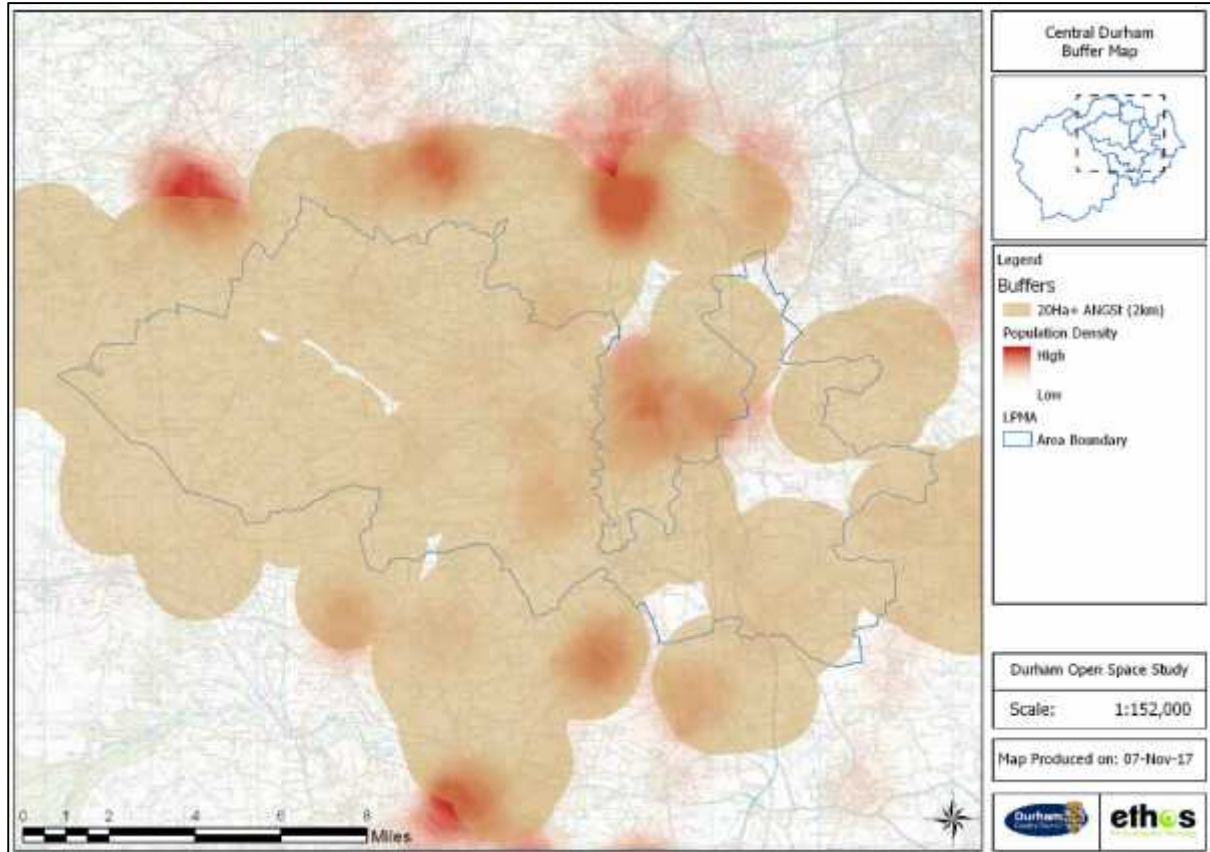 Central Durham
Buffer Map
Legend
Buffers
20Ha+ ANGSt (2km)
Population Density
High
Low
LPMA
Area Boundary
Durham Open Space Study
Scale: 1:152,000
Map Produced on: 07-Nov-17
Durham
ethos
0 1 2 4 6 8
Miles